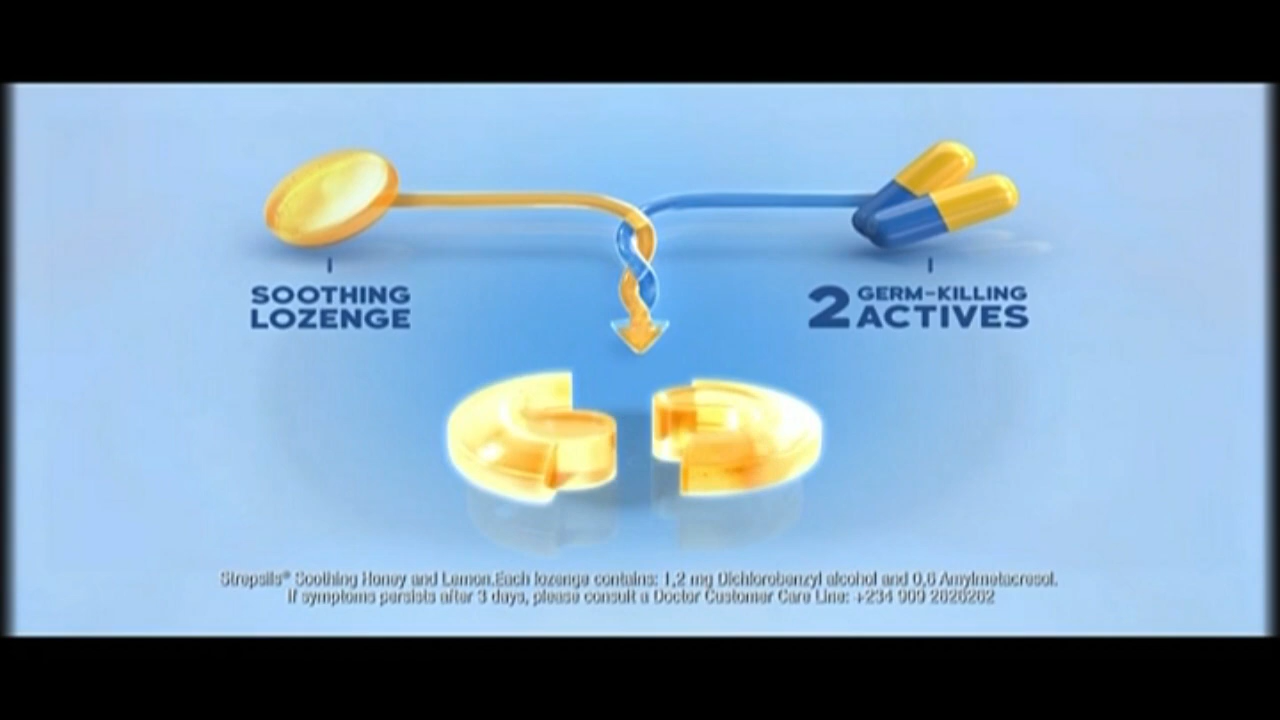 SOOTHING
LOZENGE
2 GERM-KILLING
ACTIVES
Strepsils® Soothing Honey and Lemon.Each lozenge contains: 1,2 mg Dichlorobenzyl alcohol and 0,6 Amylmetacresol.
If symptoms persists after 3 days, please consult a Doctor Customer Care Line: +234 909